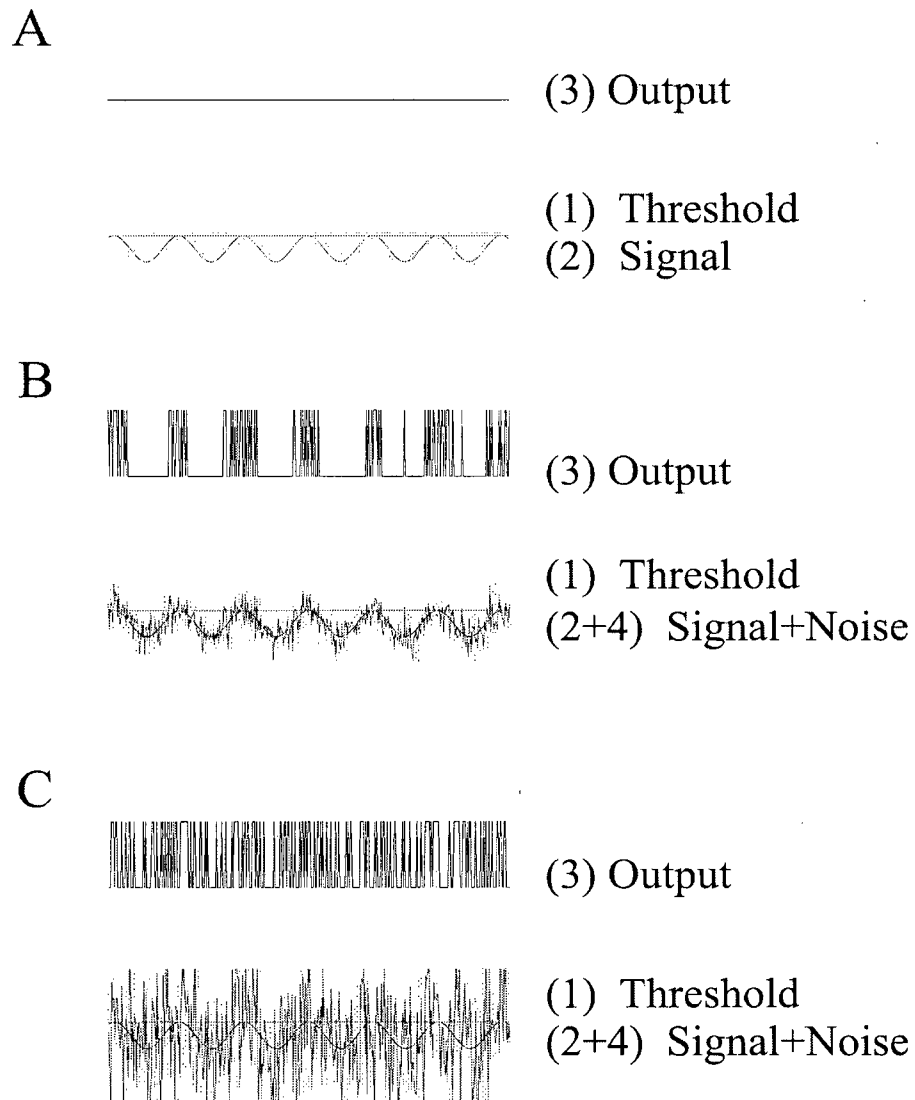 A
(3) Output
(1) Threshold
(2) Signal
B
(3) Output
(1) Threshold
(2+4) Signal+Noise
C
(3) Output
(1) Threshold
(2+4) Signal+Noise